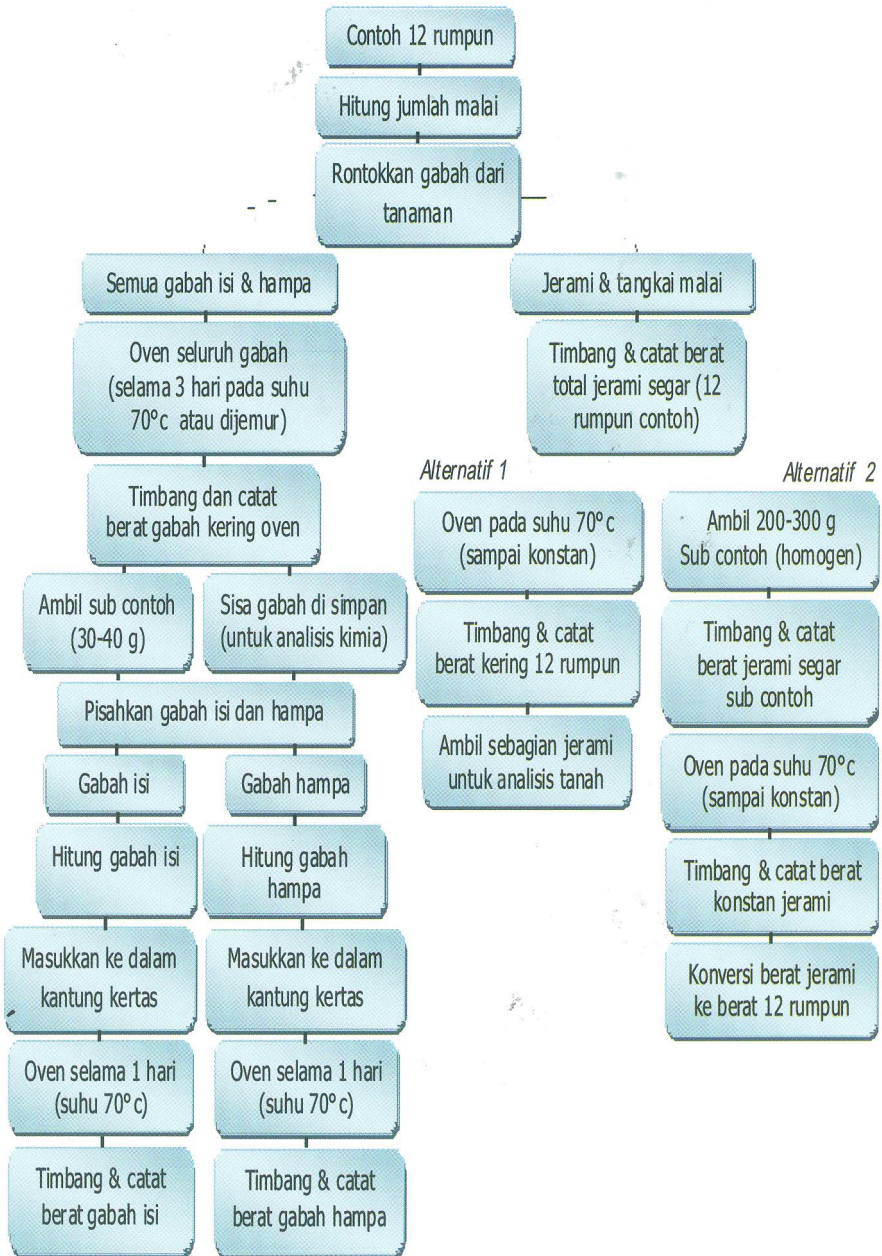 Contoh 12 rumpun
Hitung jumlah malai
Rontokkan gabah dari
tanaman
Semua gabah isi & hampa
Oven seluruh gabah
(selama 3 hari pada suhu
70°c atau dijemur)
Timbang dan catat
berat gabah kering oven
Ambil sub contoh
(30-40 g)
Sisa gabah di simpan
(untuk analisis kimia)
Pisahkan gabah isi dan hampa
Gabah isi
Gabah hampa
Hitung gabah isi
Hitung gabah
hampa
Masukkan ke dalam
kantung kertas
Masukkan ke dalam
kantung kertas
Oven selama 1 hari
(suhu 70°c)
Oven selama 1 hari
(suhu 70°c)
Timbang & catat
berat gabah isi
Timbang & catat
berat gabah hampa
Jerami & tangkai malai
Timbang & catat berat
total jerami segar (12
rumpun contoh)
Alternatif 1
Oven pada suhu 70°c
(sampai konstan)
Timbang & catat
berat kering 12 rumpun
Ambil sebagian jerami
untuk analisis tanah
Alternatif 2
Ambil 200-300 g
Sub contoh (homogen)
Timbang & catat
berat jerami segar
sub contoh
Oven pada suhu 70°c
(sampai konstan)
Timbang & catat berat
konstan jerami
Konversi berat jerami
ke berat 12 rumpun